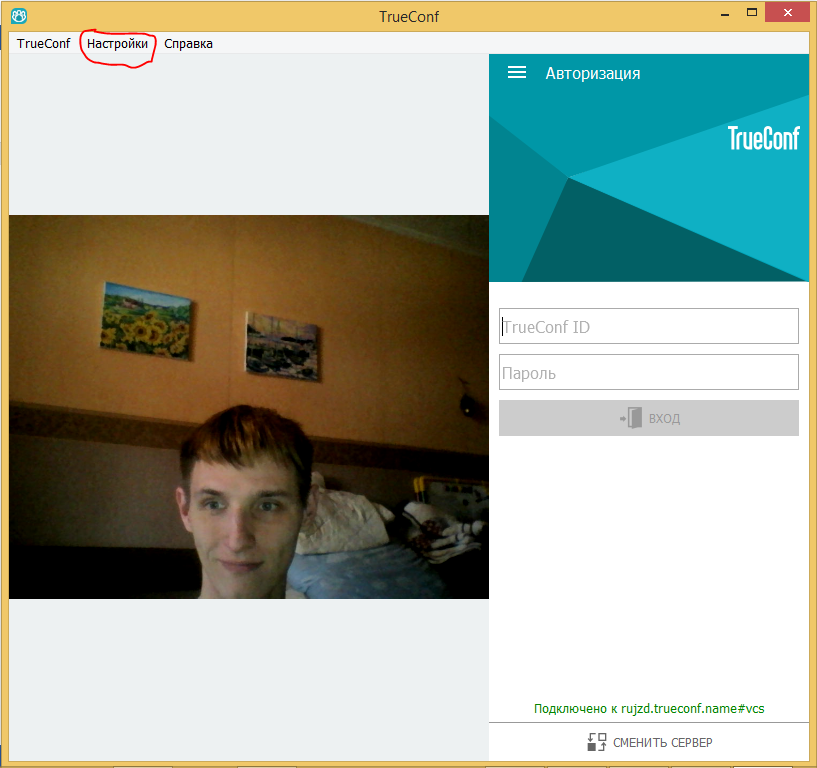 TrueConf
TrueConf Настройки Справка
Авторизация
TrueConf
TrueConf ID
Пароль
ВХОД
Подключено к rujzd.trueconf.name#vcs
СМЕНИТЬ СЕРВЕР